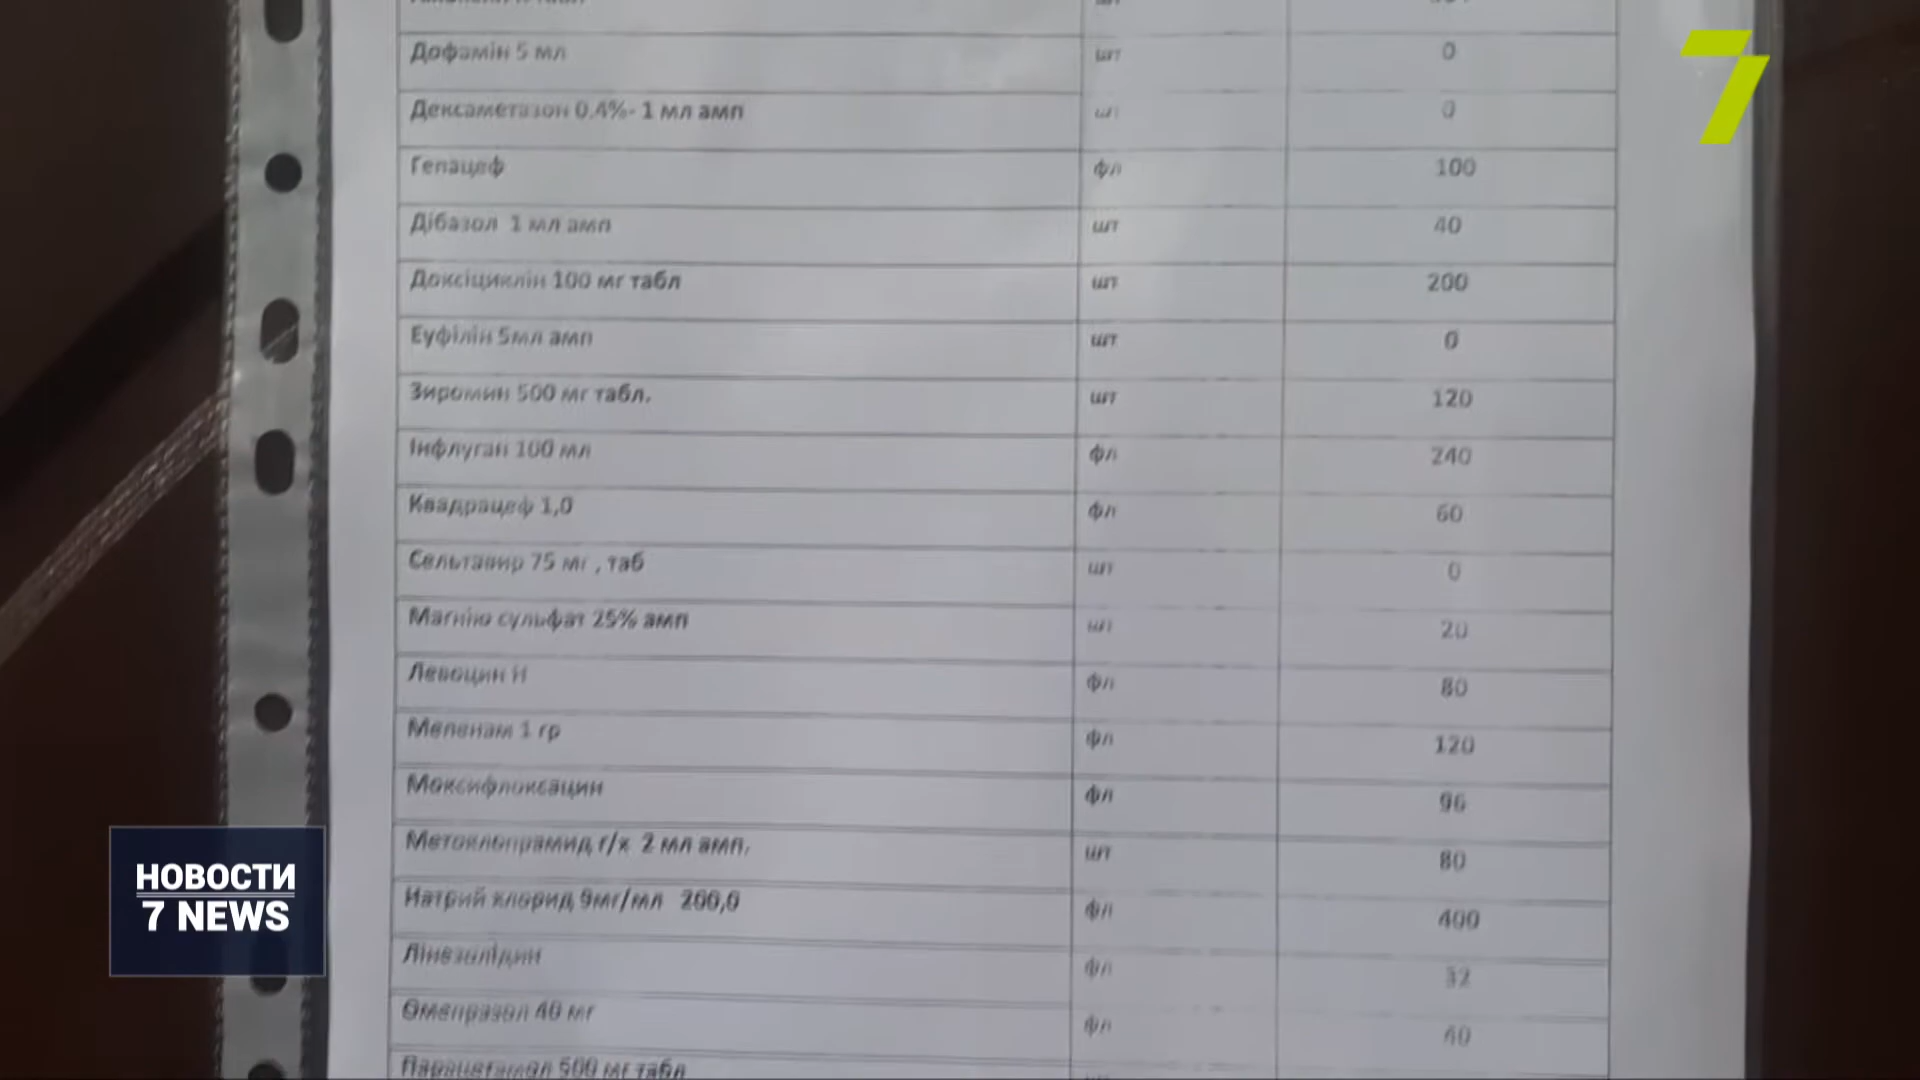 Дофамін 5 мл шт 0
Дексаметазон 0.4%- 1 мл амп шт 0
Гепацеф фл 100
Дібазол 1 мл амп шт 40
Доксіциклін 100 мг табл шт 200
Еуфілін 5мл амп шт 0
Зиромин 500 мг табл. шт 120
Інфлуган 100 мл фл 240
Квадрацеф 1,0 фл 60
Сельтавир 75 мг , таб шт 0
Магнію сульфат 25% амп шт 20
Левоцин Н фл 80
Мепенам 1 гр фл 120
Моксифлоксацин фл 96
Метоклопрамид г/х 2 мл амп. шт 80
Натрий хлорид 9мг/мл 200,0 фл 400
Лінезолідин фл 32
Омепразол 40 мг фл 40
Парацетамол 500 мг табл
7
НОВОСТИ
7 NEWS